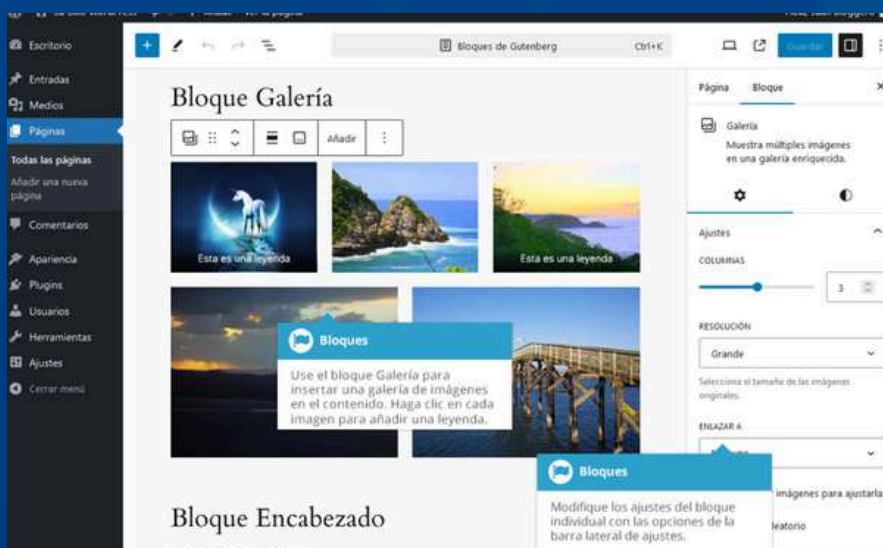 Escritorio
Entradas
Medios
Páginas
Todas las páginas
Añadir una nueva
página
Comentarios
Apariencia
Plugins
Usuarios
Herramientas
Ajustes
Cerrar menú
Bloques de Gutenberg
Ctrl+K
Guardar
Bloque Galería
Añadir
Esta es una leyenda
Esta es una leyenda
Bloques
Use el bloque Galería para
insertar una galería de imágenes
en el contenido. Haga clic en cada
imagen para añadir una leyenda.
Bloque Encabezado
Página Bloque
Galería
Muestra múltiples imágenes
en una galería enriquecida.
Ajustes
COLUMNAS
3
RESOLUCIÓN
Grande
Selecciona el tamaño de las imágenes
originales.
ENLAZAR A
imágenes para ajustarla
leatorio
Bloques
Modifique los ajustes del bloque
individual con las opciones de la
barra lateral de ajustes.